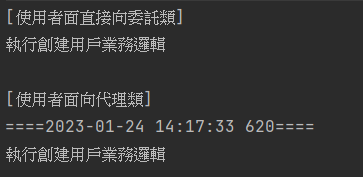 [使用者面直接向委託類]
執行創建用戶業務邏輯
[使用者面向代理類]
====2023-01-24 14:17:33 620====
執行創建用戶業務邏輯